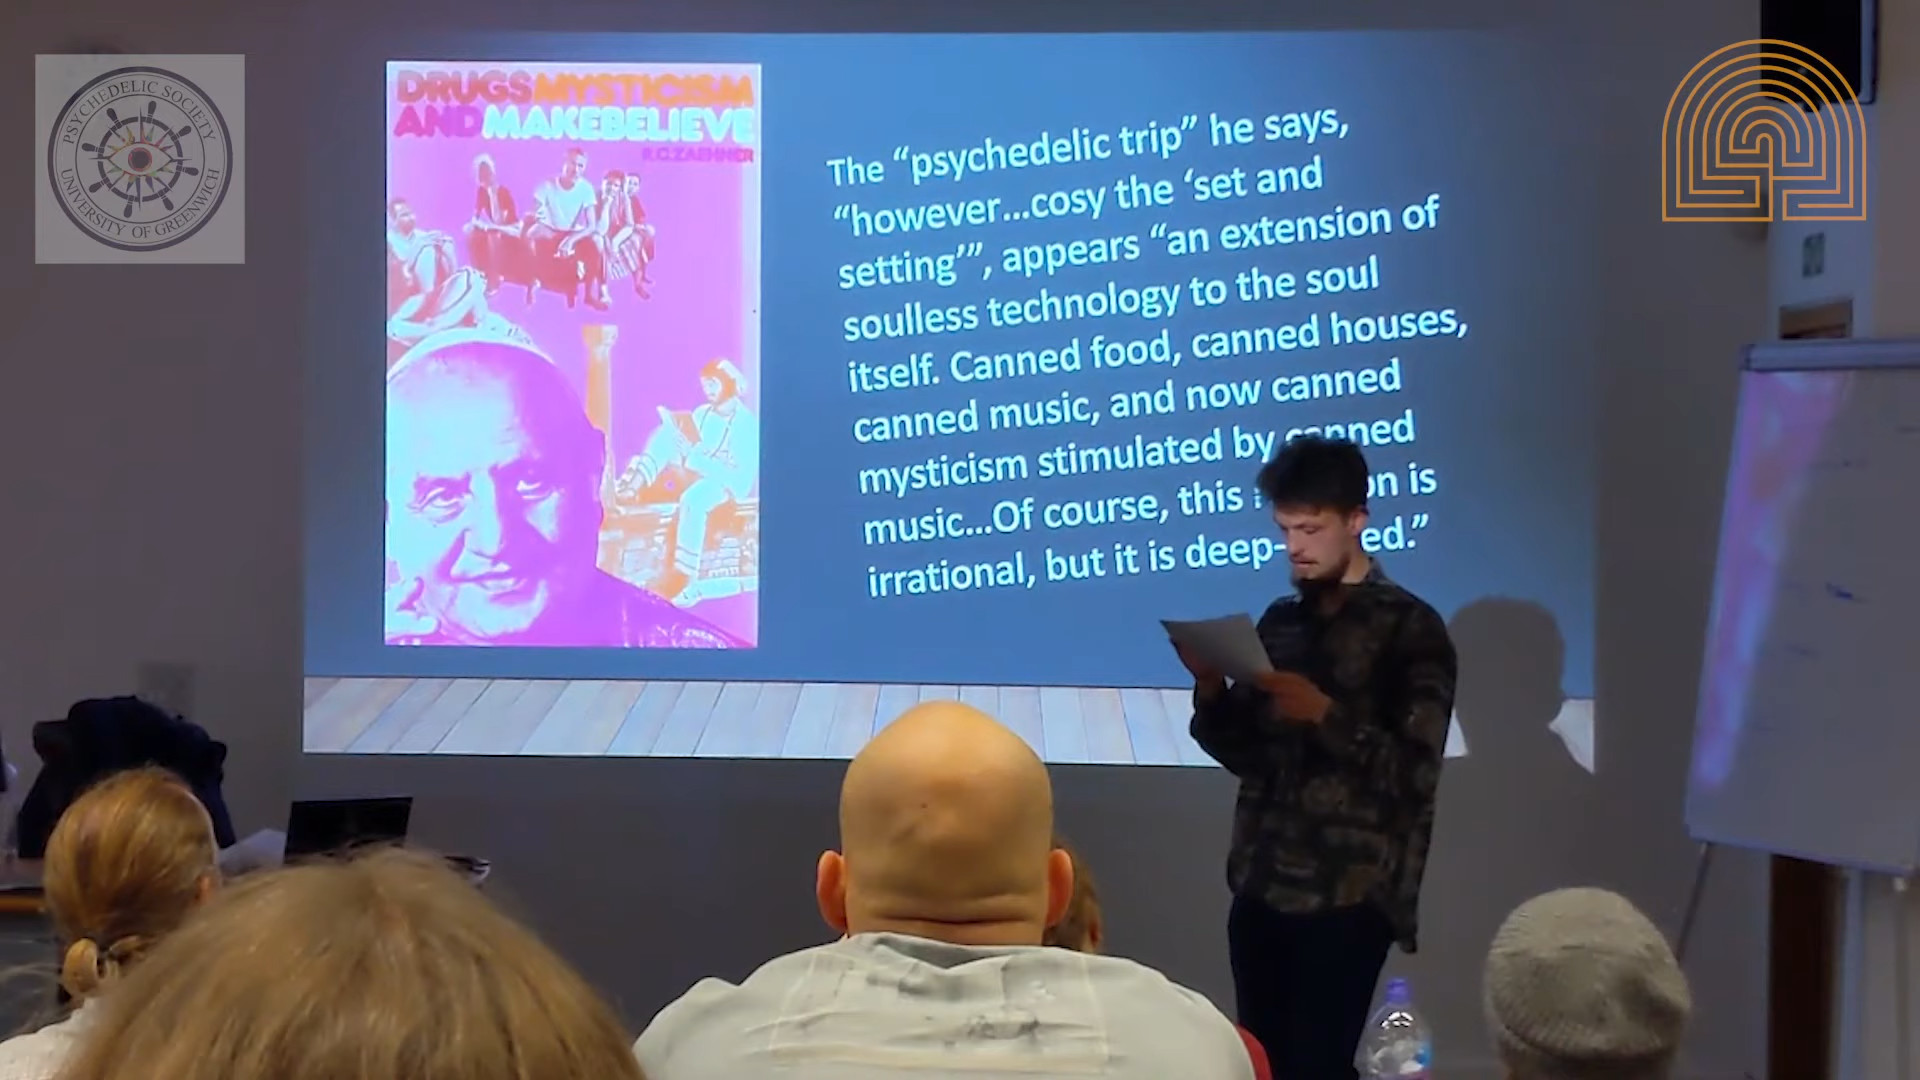 PSYCHEDELIC SOCIETY
UNIVERSITY OF GREENWICH
DRUGS MYSTICISM
AND MAKEBELIEVE
R.C.ZAEHNER
The “psychedelic trip” he says,
“however...cosy the ‘set and
setting’”, appears “an extension of
soulless technology to the soul
itself. Canned food, canned houses,
canned music, and now canned
mysticism stimulated by canned
music...Of course, this is
irrational, but it is deep-